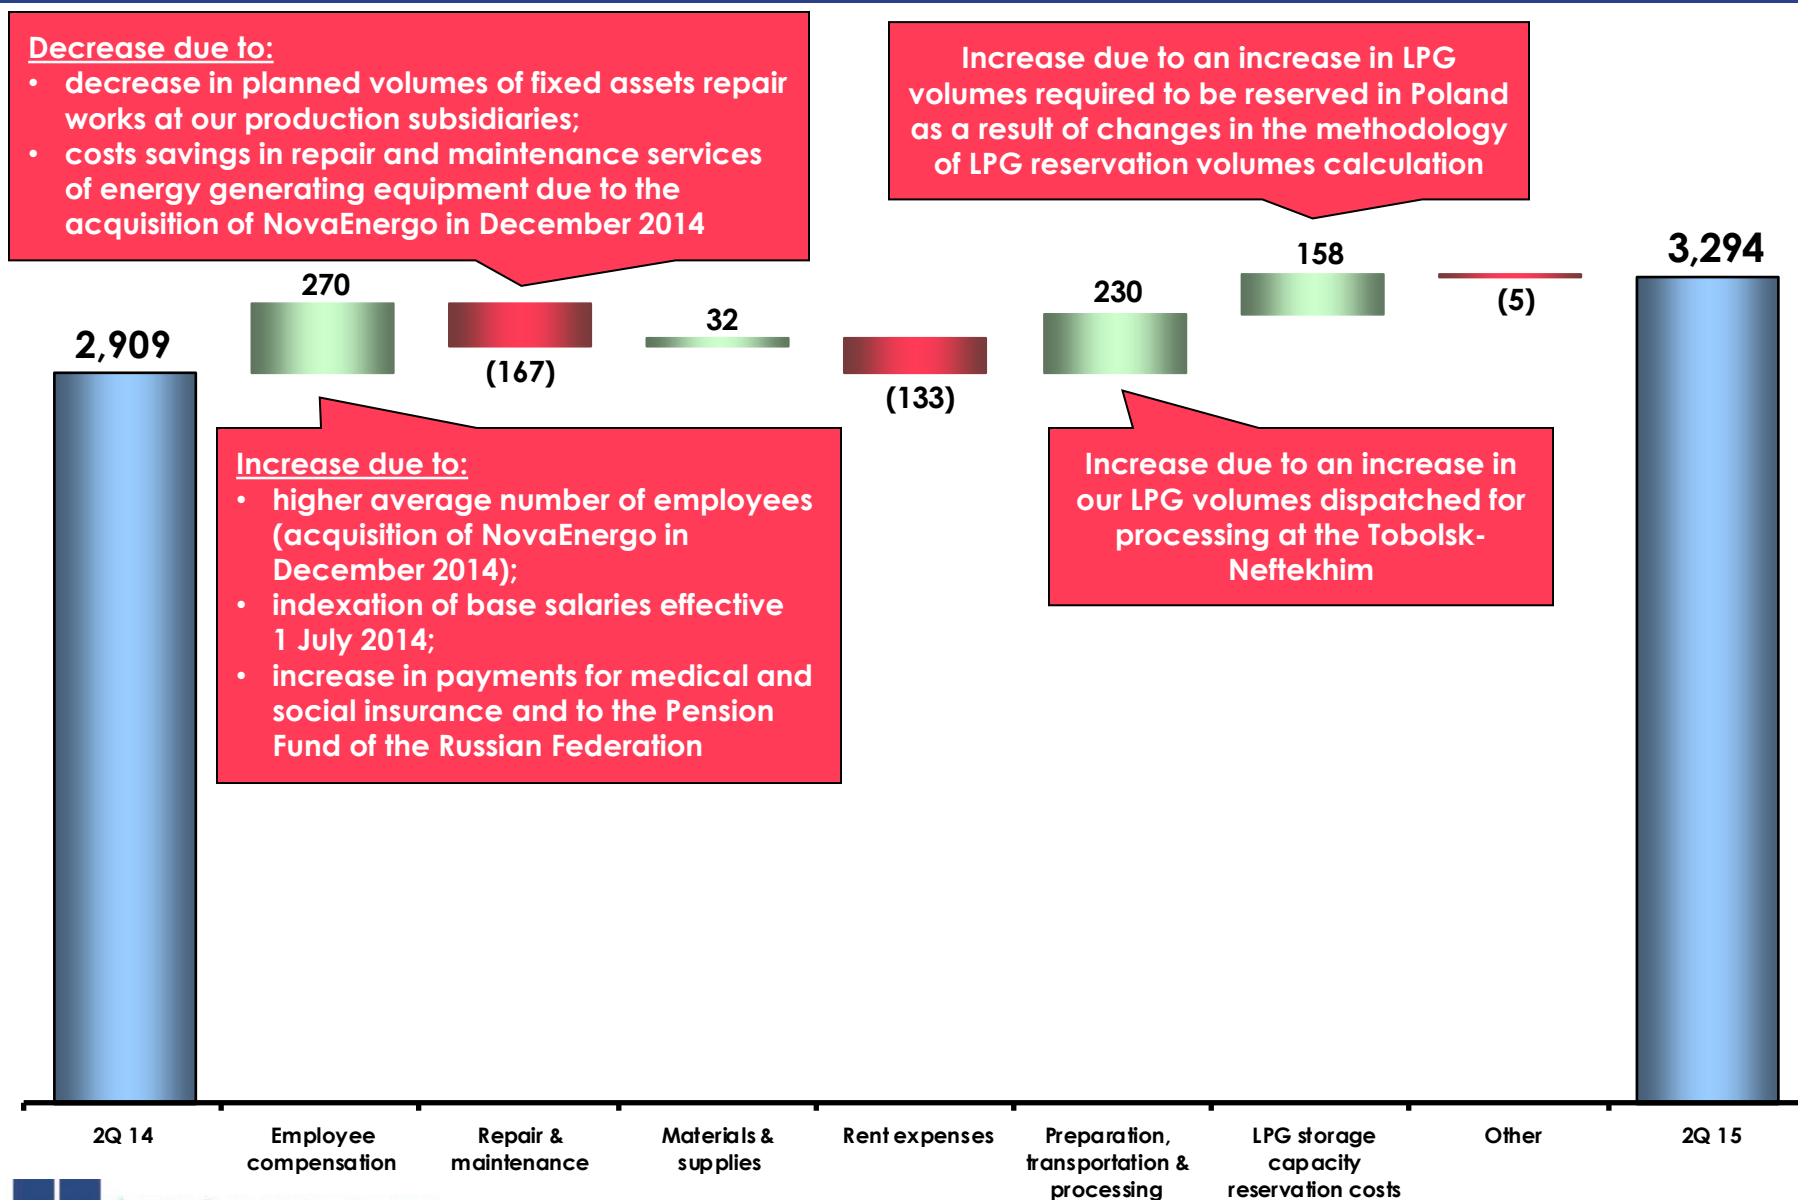 Decrease due to:
• decrease in planned volumes of fixed assets repair
works at our production subsidiaries;
• costs savings in repair and maintenance services
of energy generating equipment due to the
acquisition of NovaEnergo in December 2014
Increase due to an increase in LPG
volumes required to be reserved in Poland
as a result of changes in the methodology
of LPG reservation volumes calculation
2,909
270
(167)
32
(133)
230
158
(5)
3,294
Increase due to:
• higher average number of employees
(acquisition of NovaEnergo in
December 2014);
• indexation of base salaries effective
1 July 2014;
• increase in payments for medical and
social insurance and to the Pension
Fund of the Russian Federation
Increase due to an increase in
our LPG volumes dispatched for
processing at the Tobolsk-
Neftekhim
2Q 14
Employee
compensation
Repair &
maintenance
Materials &
supplies
Rent expenses
Preparation,
transportation &
processing
LPG storage
capacity
reservation costs
Other
2Q 15